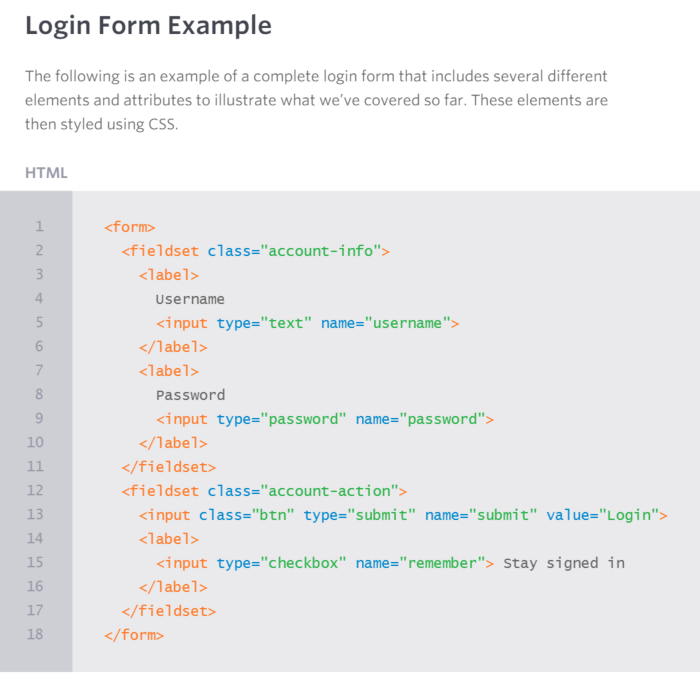 Login Form Example
The following is an example of a complete login form that includes several different
elements and attributes to illustrate what we’ve covered so far. These elements are
then styled using CSS.
HTML
1 <form>
2 <fieldset class="account-info">
3 <label>
4 Username
5 <input type="text" name="username">
6 </label>
7 <label>
8 Password
9 <input type="password" name="password">
10 </label>
11 </fieldset>
12 <fieldset class="account-action">
13 <input class="btn" type="submit" name="submit" value="Login">
14 <label>
15 <input type="checkbox" name="remember"> Stay signed in
16 </label>
17 </fieldset>
18 </form>